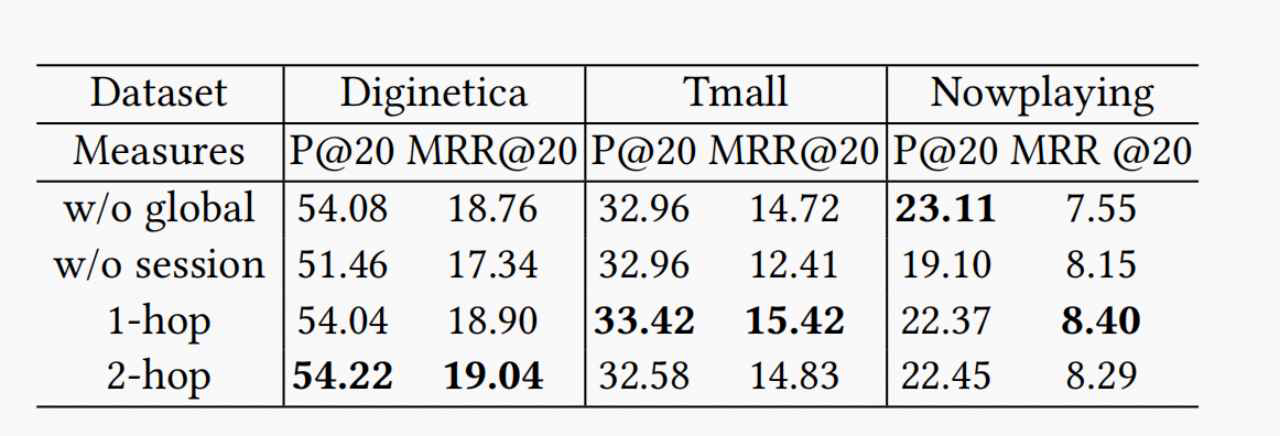 Dataset Diginetica Tmall Nowplaying
Measures P@20 MRR@20 P@20 MRR@20 P@20 MRR @20
w/o global 54.08 18.76 32.96 14.72 23.11 7.55
w/o session 51.46 17.34 32.96 12.41 19.10 8.15
1-hop 54.04 18.90 33.42 15.42 22.37 8.40
2-hop 54.22 19.04 32.58 14.83 22.45 8.29